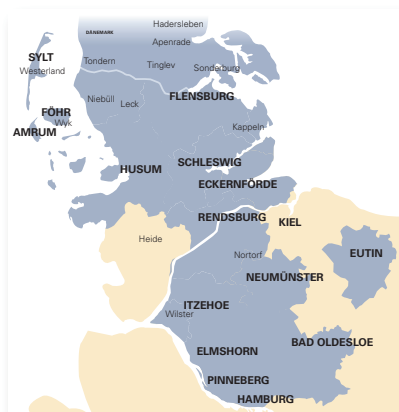 Hadersleben
DÄNEMARK
Apenrade
SYLT
Tondern
Tinglev
Sonderburg
Westerland
Niebüll
Leck
FLENSBURG
FÖHR
Wyk
AMRUM
Kappeln
SCHLESWIG
HUSUM
ECKERNFÖRDE
RENDSBURG
KIEL
Heide
Nortorf
EUTIN
NEUMÜNSTER
ITZEHOE
Wilster
BAD OLDESLOE
ELMSHORN
PINNEBERG
HAMBURG